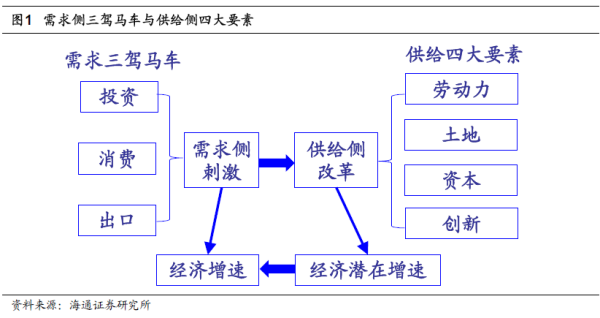 图1 需求侧三驾马车与供给侧四大要素
需求三驾马车
供给四大要素
投资
消费
出口
需求侧
刺激
供给侧
改革
劳动力
土地
资本
创新
经济增速
经济潜在增速
资料来源：海通证券研究所